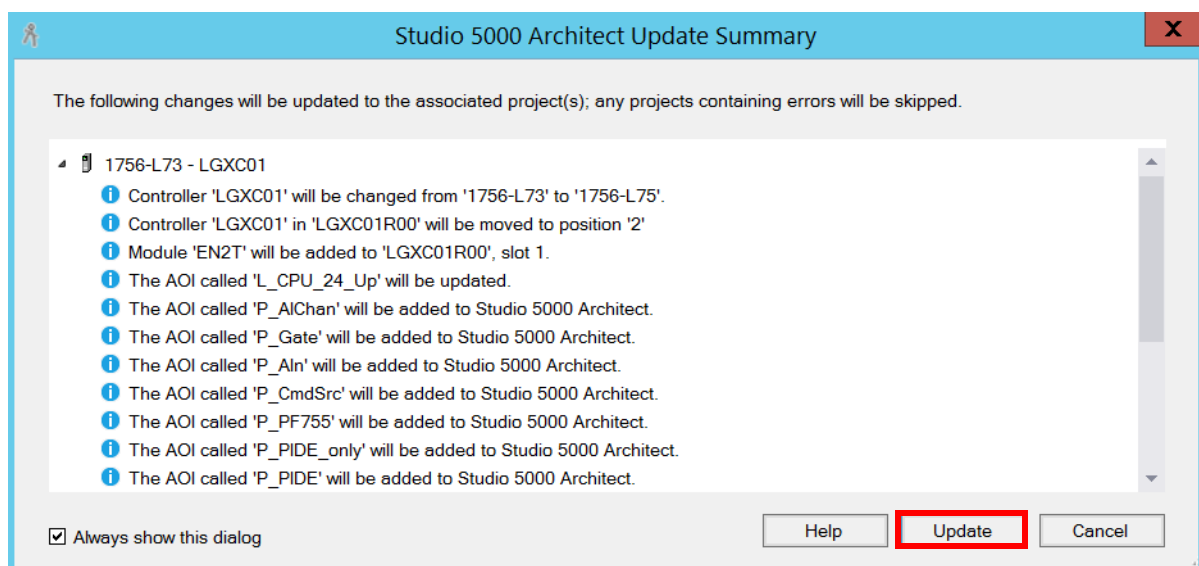 Studio 5000 Architect Update Summary
X
The following changes will be updated to the associated project(s); any projects containing errors will be skipped.
1756-L73 - LGXC01
Controller 'LGXC01' will be changed from '1756-L73' to '1756-L75'.
Controller 'LGXC01' in 'LGXC01R00' will be moved to position '2'
Module 'EN2T' will be added to 'LGXC01R00', slot 1.
The AOI called 'L_CPU_24_Up' will be updated.
The AOI called 'P_AIChan' will be added to Studio 5000 Architect.
The AOI called 'P_Gate' will be added to Studio 5000 Architect.
The AOI called 'P_AIn' will be added to Studio 5000 Architect.
The AOI called 'P_CmdSrc' will be added to Studio 5000 Architect.
The AOI called 'P_PF755' will be added to Studio 5000 Architect.
The AOI called 'P_PIDE_only' will be added to Studio 5000 Architect.
The AOI called 'P_PIDE' will be added to Studio 5000 Architect.
Always show this dialog
Help
Update
Cancel